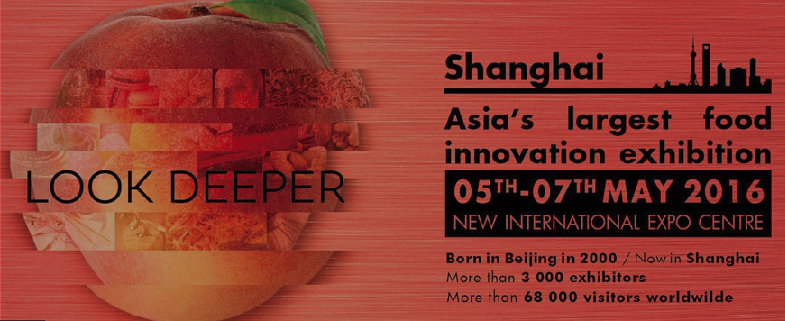 LOOK DEEPER
Shanghai
Asia's largest food
innovation exhibition
05TH-07TH MAY 2016
NEW INTERNATIONAL EXPO CENTRE
Born in Beijing in 2000 / Now in Shanghai
More than 3 000 exhibitors
More than 68 000 visitors worldwilde